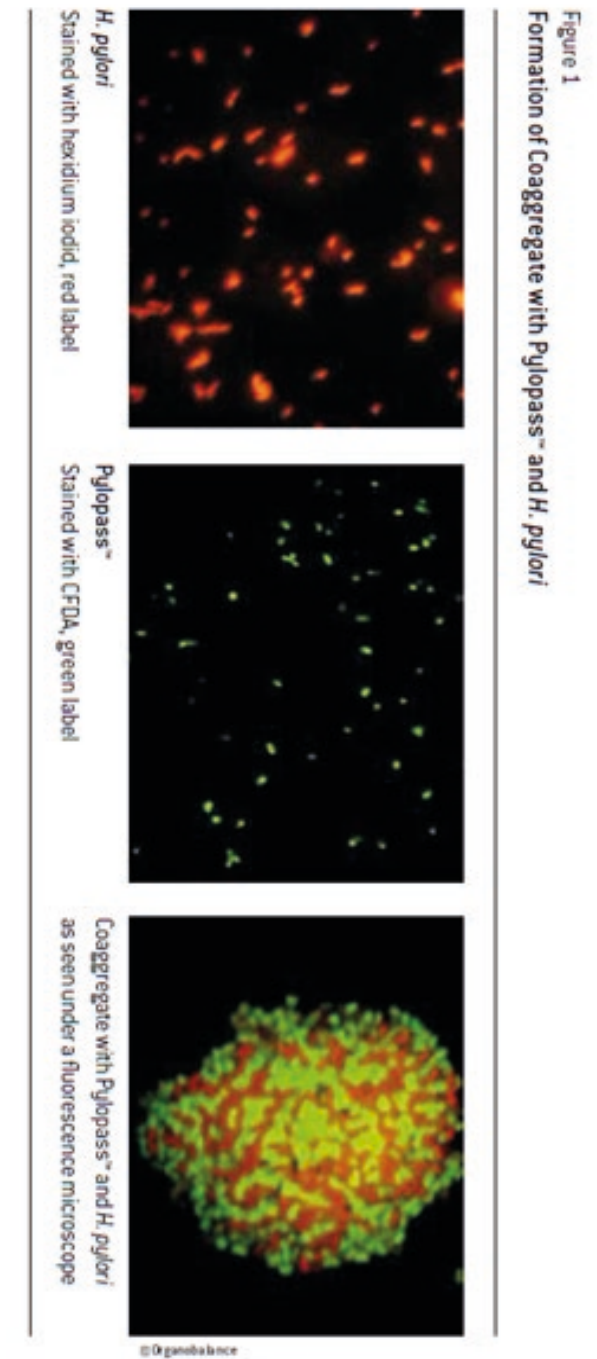 Figure 1
Formation of Coaggregate with Pylopass™ and H. pylori
H. pylori
Stained with hexidium iodid, red label
Pylopass™
Stained with CFDA, green label
Coaggregate with Pylopass™ and H. pylori
as seen under a fluorescence microscope
©Organobalance